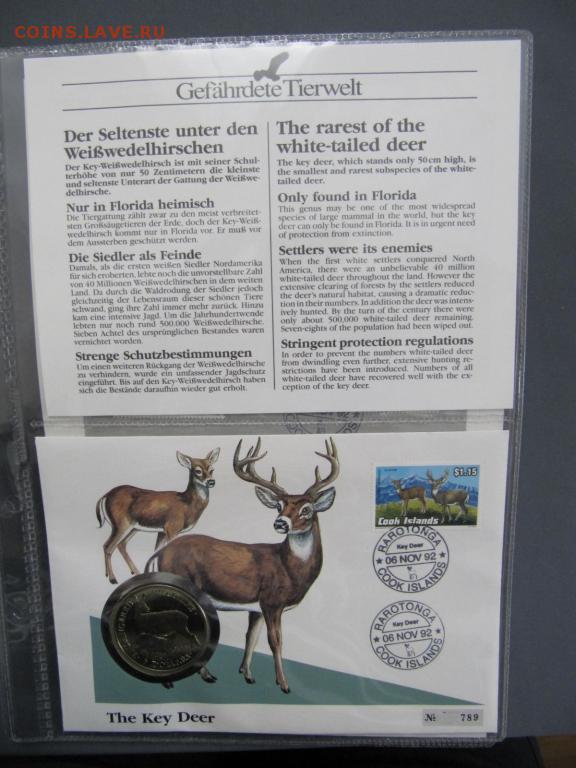 COINS.LAVE.RU
Gefährdete Tierwelt
Der Seltenste unter den
Weißwedelhirschen
Der Key-Weißwedelhirsch ist mit seiner Schul-
terhöhe von nur 50 Zentimetern die kleinste
und seltenste Unterart der Gattung der Weißwe-
delhirsche.
Nur in Florida heimisch
Die Tiergattung zählt zwar zu den meist verbreitet-
sten Großsäugetieren der Erde, doch der Key-Weiß-
wedelhirsch kommt nur in Florida vor. Er muß vor
dem Aussterben geschützt werden.
Die Siedler als Feinde
Damals, als die ersten weißen Siedler Nordamerika
für sich eroberten, lebte noch die unvorstellbare Zahl
von 40 Millionen Weißwedelhirschen in dem weiten
Land. Da durch die Walderodung der Siedler jedoch
gleichzeitig der Lebensraum dieser schönen Tiere
schwand, ging ihre Zahl immer mehr zurück. Hinzu
kam eine intensive Jagd. Um die Jahrhundertwende
lebten nur noch rund 500.000 Weißwedelhirsche.
Sieben Achtel des ursprünglichen Bestandes waren
vernichtet worden.
Strenge Schutzbestimmungen
Um einen weiteren Rückgang der Weißwedelhirsche
zu verhindern, wurde ein umfassender Jagdschutz
eingeführt. Bis auf den Key-Weißwedelhirsch haben
sich die Bestände daraufhin wieder gut erholt.
The rarest of the
white-tailed deer
The key deer, which stands only 50cm high, is
the smallest and rarest subspecies of the white-
tailed deer.
Only found in Florida
This genus may be one of the most widespread
species of large mammal in the world, but the key
deer can only be found in Florida. It is in urgent need
of protection from extinction.
Settlers were its enemies
When the first white settlers conquered North
America, there were an unbelievable 40 million
white-tailed deer throughout the land. However the
extensive clearing of forests by the settlers reduced
the deer's natural habitat, causing a dramatic reduc-
tion in their numbers. In addition the deer was inten-
sively hunted. By the turn of the century there were
only about 500,000 white-tailed deer remaining.
Seven-eights of the population had been wiped out.
Stringent protection regulations
In order to prevent the numbers white-tailed deer
from dwindling even further, extensive hunting re-
strictions have been introduced. Numbers of all
white-tailed deer have recovered well with the ex-
ception of the key deer.
$1.15
Cook Islands
RAROTONGA
Key Deer
06 NOV 92
COOK ISLANDS
RAROTONGA
Key Deer
06 NOV 92
COOK ISLANDS
The Key Deer
№ 789